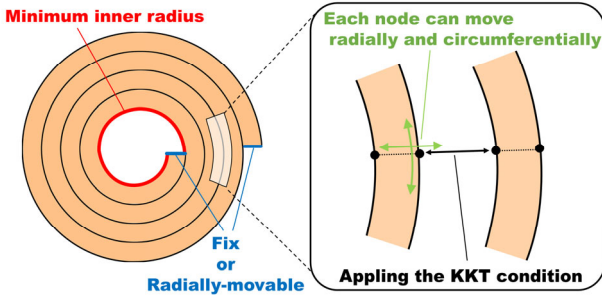 Minimum inner radius
Each node can move
radially and circumferentially
Fix
or
Radially-movable
Appling the KKT condition